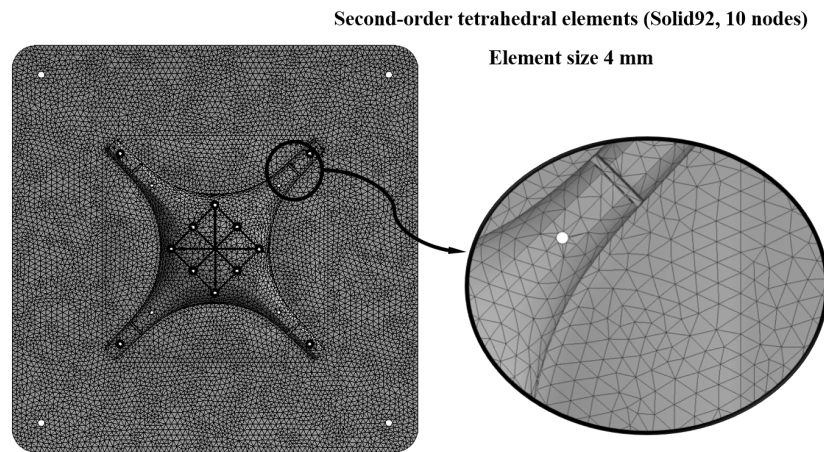 Second-order tetrahedral elements (Solid92, 10 nodes)
Element size 4 mm